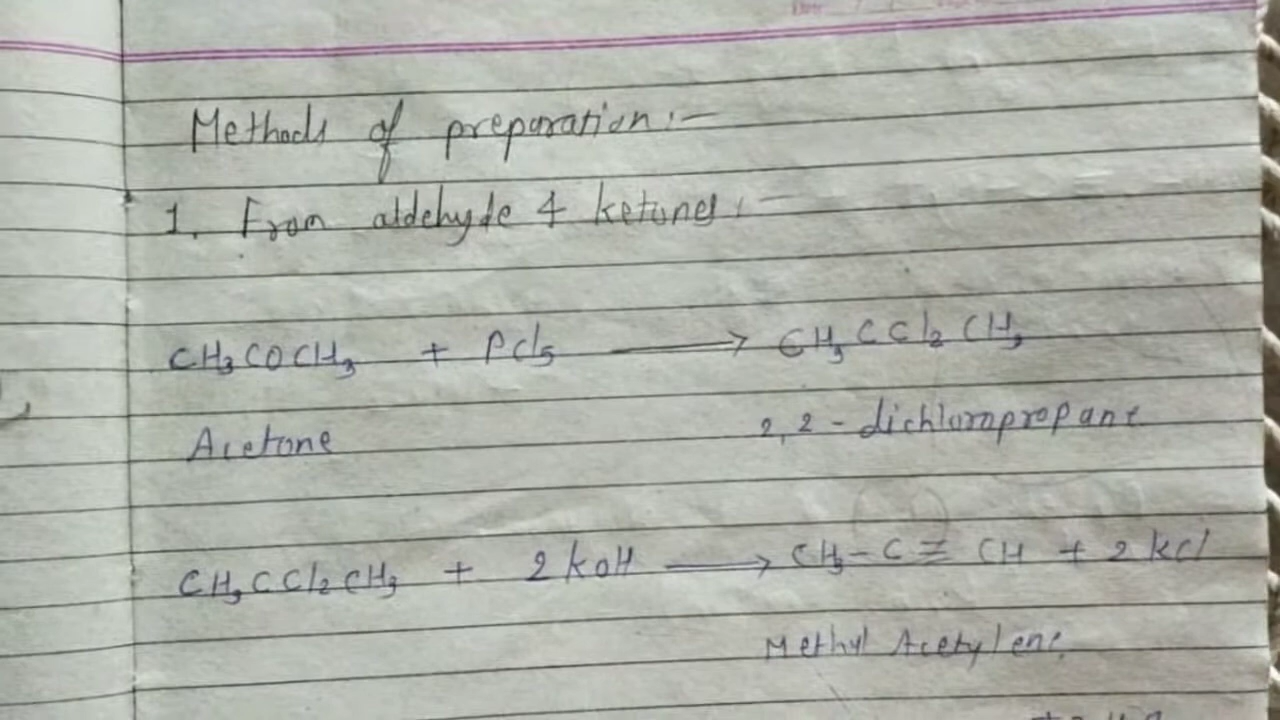 Methods of preparation :-
1. From aldehyde & ketones :-
CH₃COCH₃ + PCl₅ ⟶ CH₃CCl₂CH₃
Acetone 2,2-dichloropropane
CH₃CCl₂CH₃ + 2KOH ⟶ CH₃-C≡CH + 2KCl
Methyl Acetylene